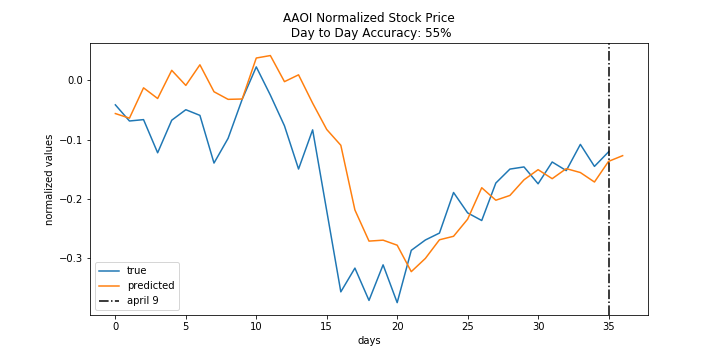 AAOI Normalized Stock Price
Day to Day Accuracy: 55%
normalized values
0.0
−0.1
−0.2
−0.3
true
predicted
april 9
0 5 10 15 20 25 30 35
days